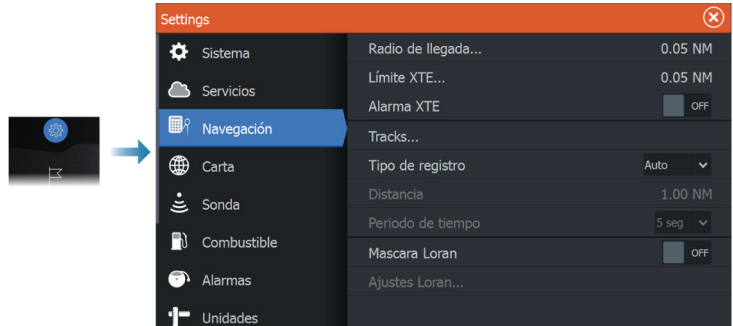 Settings
Sistema
Servicios
Navegación
Carta
Sonda
Combustible
Alarmas
Unidades
Radio de llegada... 0.05 NM
Límite XTE... 0.05 NM
Alarma XTE OFF
Tracks...
Tipo de registro Auto
Distancia 1.00 NM
Periodo de tiempo 5 seg
Mascara Loran OFF
Ajustes Loran...